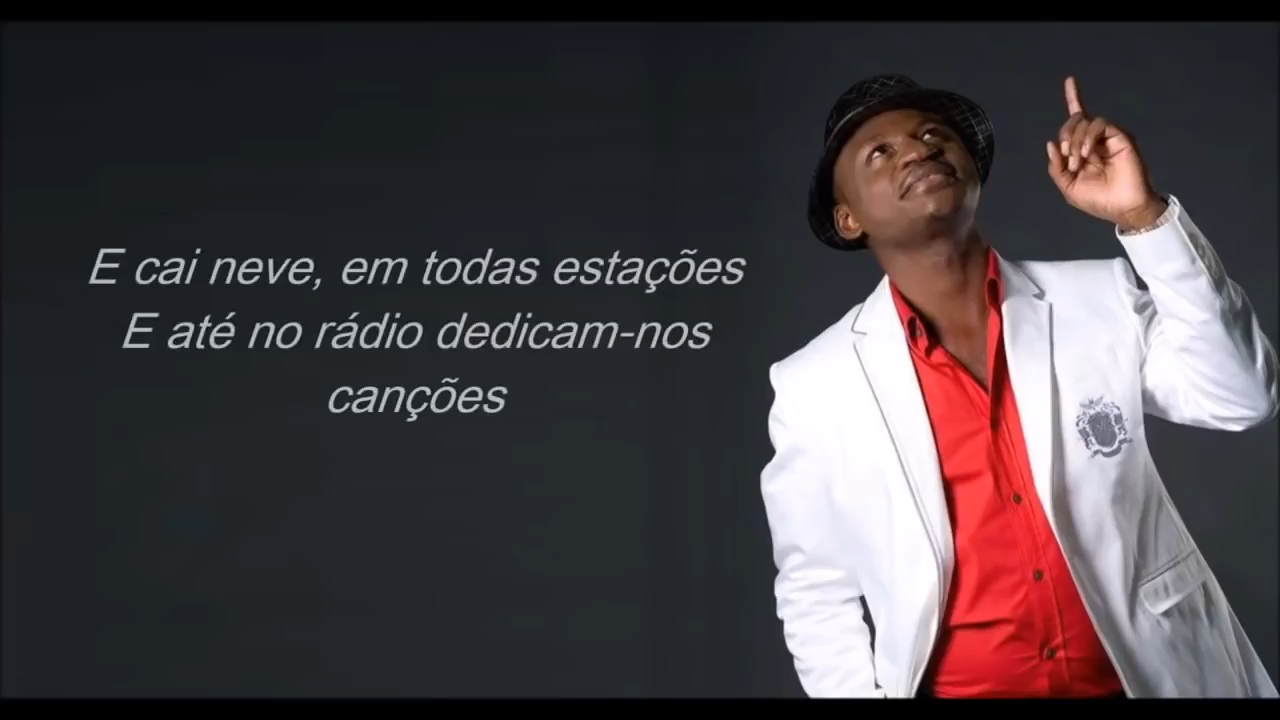 E cai neve, em todas estações
E até no rádio dedicam-nos
canções